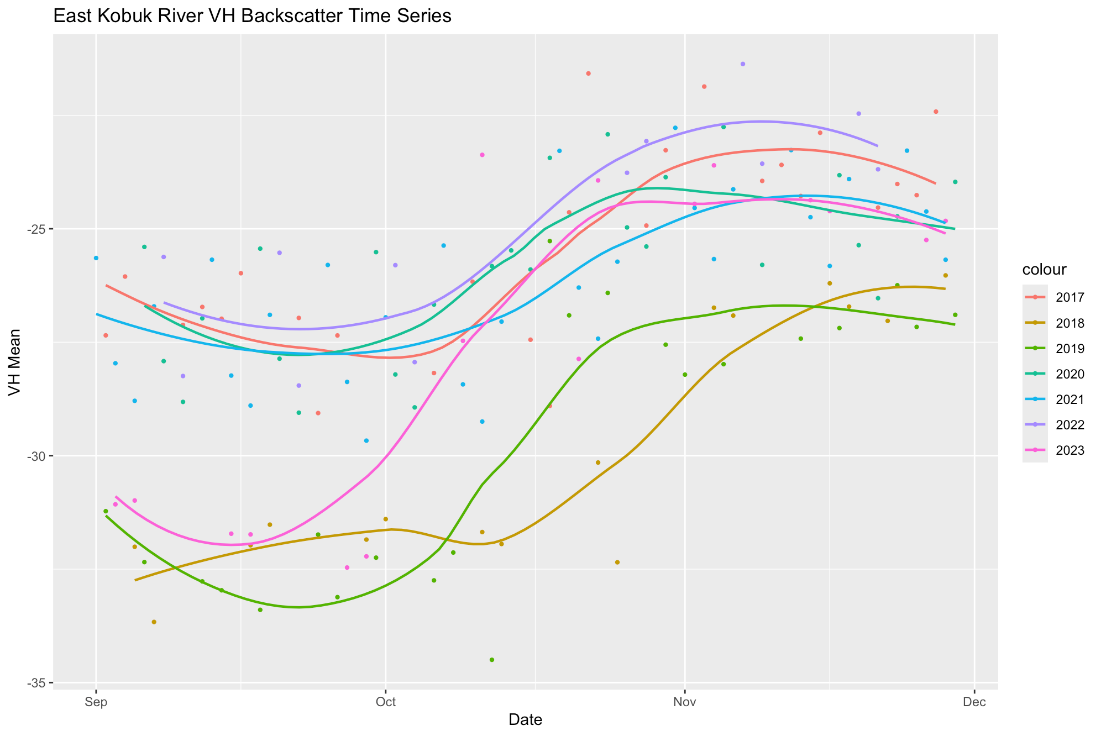 East Kobuk River VH Backscatter Time Series
VH Mean
-25
-30
-35
Sep
Oct
Nov
Dec
Date
colour
2017
2018
2019
2020
2021
2022
2023